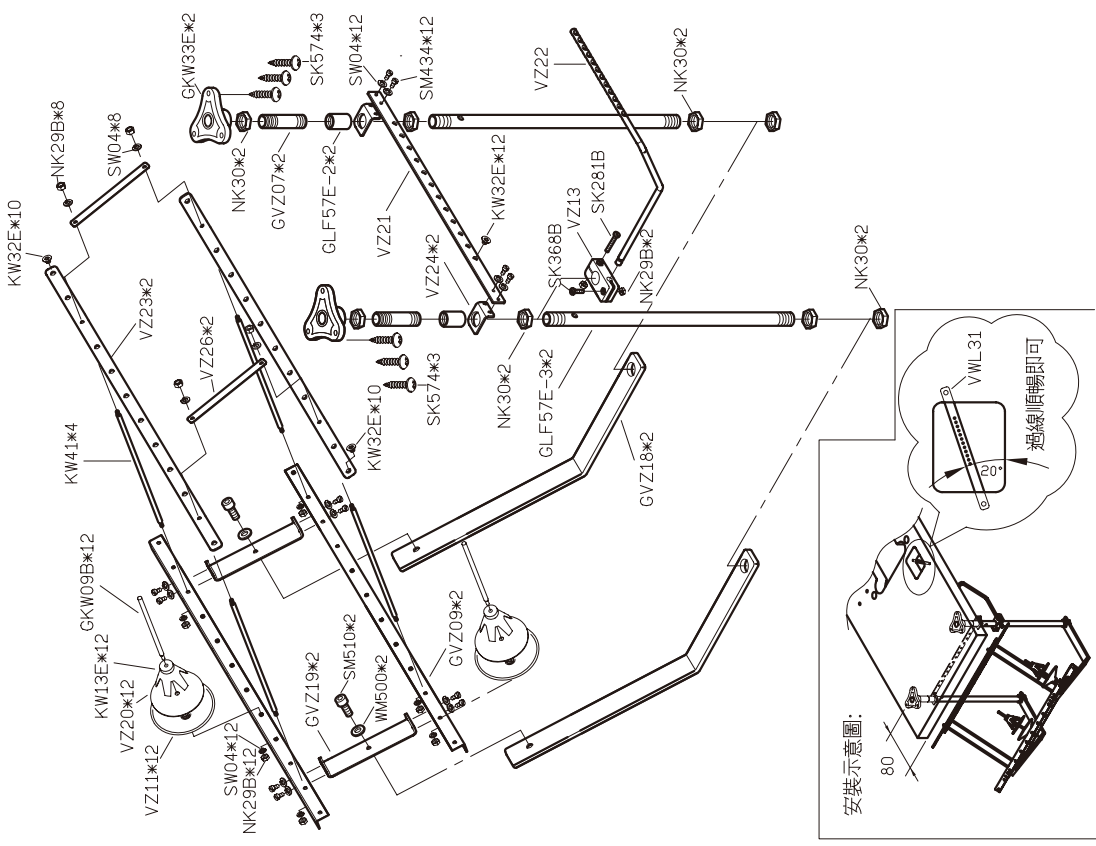 GKW33E*2
SK574*3
SW04*12
SM434*12
VZ22
NK30*2
NK29B*8
SW04*8
KW32E*10
NK30*2
GVZ07*2
GLF57E-2*2
VZ21
KW32E*12
VZ24*2
SK368B
VZ13
SK281B
NK29B*2
NK30*2
VZ23*2
VZ26*2
KW41*4
KW32E*10
SK574*3
NK30*2
GLF57E-3*2
GVZ18*2
GKW09B*12
KW13E*12
VZ20*12
VZ11*12
SW04*12
NK29B*12
GVZ19*2
SM510*2
WM500*2
GVZ09*2
安裝示意圖:
80
VWL31
20°
過線順暢即可